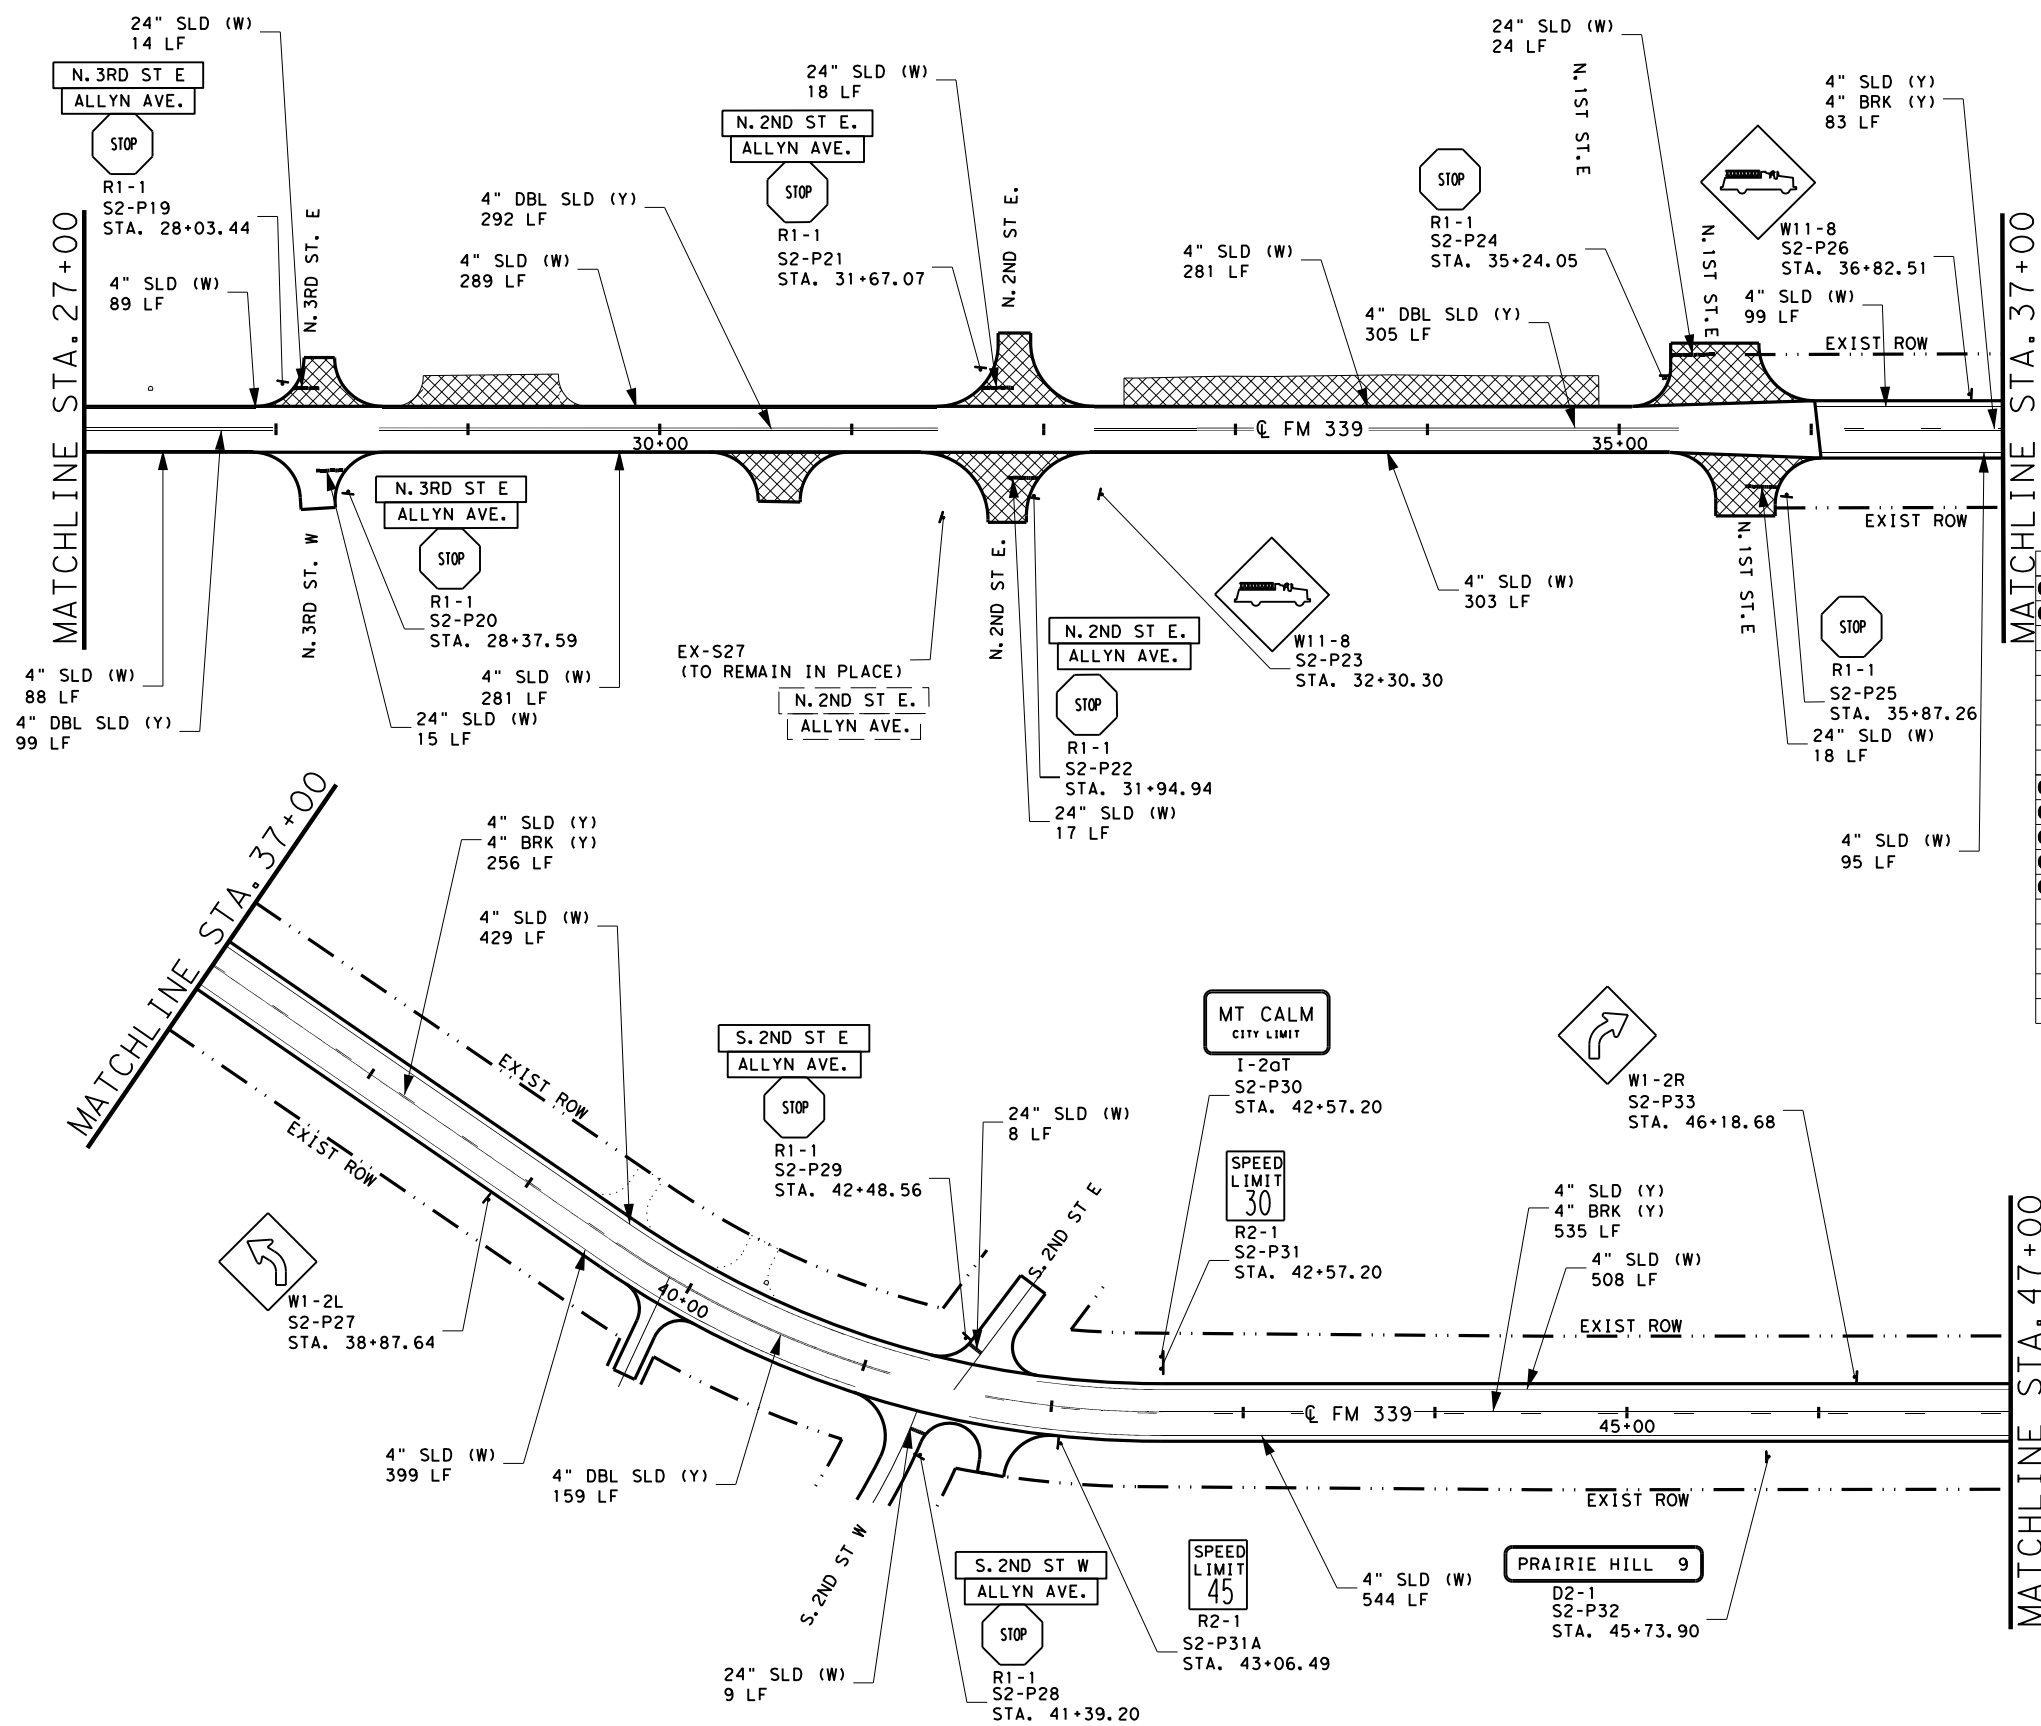 24" SLD (W)
14 LF
N. 3RD ST E
ALLYN AVE.
STOP
R1-1
S2-P19
STA. 28+03.44
N. 3RD ST. E
MATCHLINE STA. 27+00
4" SLD (W)
89 LF
4" DBL SLD (Y)
292 LF
4" SLD (W)
289 LF
24" SLD (W)
18 LF
N. 2ND ST E.
ALLYN AVE.
STOP
R1-1
S2-P21
STA. 31+67.07
N. 2ND ST E.
4" SLD (W)
281 LF
4" DBL SLD (Y)
305 LF
24" SLD (W)
24 LF
N. 1ST ST. E
STOP
R1-1
S2-P24
STA. 35+24.05
N. 1ST ST. E
W11-8
S2-P26
STA. 36+82.51
4" SLD (Y)
4" BRK (Y)
83 LF
4" SLD (W)
99 LF
EXIST ROW
MATCHLINE STA. 37+00
30+00
℄ FM 339
35+00
EXIST ROW
4" SLD (W)
88 LF
4" DBL SLD (Y)
99 LF
N. 3RD ST. W
N. 3RD ST E
ALLYN AVE.
STOP
R1-1
S2-P20
STA. 28+37.59
4" SLD (W)
281 LF
24" SLD (W)
15 LF
EX-S27
(TO REMAIN IN PLACE)
N. 2ND ST E.
ALLYN AVE.
N. 2ND ST E.
N. 2ND ST E.
ALLYN AVE.
STOP
R1-1
S2-P22
STA. 31+94.94
24" SLD (W)
17 LF
W11-8
S2-P23
STA. 32+30.30
4" SLD (W)
303 LF
N. 1ST ST. E
STOP
R1-1
S2-P25
STA. 35+87.26
24" SLD (W)
18 LF
4" SLD (W)
95 LF
MATCHLINE STA. 37+00
4" SLD (Y)
4" BRK (Y)
256 LF
4" SLD (W)
429 LF
EXIST ROW
EXIST ROW
S. 2ND ST E
ALLYN AVE.
STOP
R1-1
S2-P29
STA. 42+48.56
24" SLD (W)
8 LF
S. 2ND ST E
MT CALM
CITY LIMIT
I-2aT
S2-P30
STA. 42+57.20
SPEED
LIMIT
30
R2-1
S2-P31
STA. 42+57.20
W1-2R
S2-P33
STA. 46+18.68
4" SLD (Y)
4" BRK (Y)
535 LF
4" SLD (W)
508 LF
EXIST ROW
MATCHLINE STA. 47+00
W1-2L
S2-P27
STA. 38+87.64
40+00
℄ FM 339
45+00
4" SLD (W)
399 LF
4" DBL SLD (Y)
159 LF
EXIST ROW
S. 2ND ST W
24" SLD (W)
9 LF
S. 2ND ST W
ALLYN AVE.
STOP
R1-1
S2-P28
STA. 41+39.20
SPEED
LIMIT
45
R2-1
S2-P31A
STA. 43+06.49
4" SLD (W)
544 LF
PRAIRIE HILL 9
D2-1
S2-P32
STA. 45+73.90